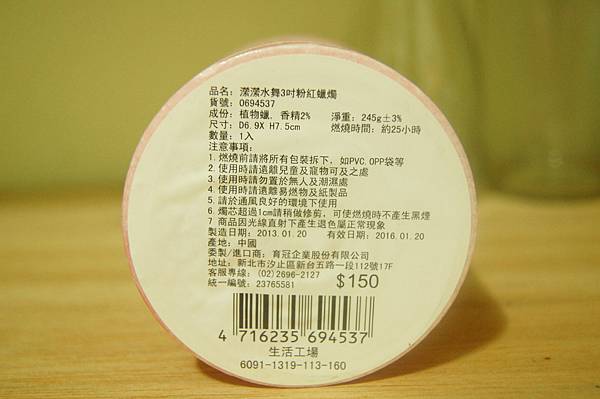 品名: 濚濚水舞3吋粉紅蠟燭
貨號: 0694537
成份: 植物蠟, 香精2% 淨重: 245g±3%
尺寸: D6.9X H7.5cm 燃燒時間: 約25小時
數量: 1入
注意事項:
1. 燃燒前請將所有包裝拆下, 如PVC.OPP袋等
2. 使用時請遠離兒童及寵物可及之處
3. 使用時請勿置於無人及潮濕處
4. 使用時請遠離易燃物及紙製品
5. 請於通風良好的環境下使用
6. 燭芯超過1cm請稍做修剪, 可使燃燒時不產生黑煙
7. 商品因光線直射下產生退色屬正常現象
製造日期: 2013.01.20 有效日期: 2016.01.20
產地: 中國
委製/進口商: 育冠企業股份有限公司
地址: 新北市汐止區新台五路一段112號17F
客服專線: (02)2696-2127
統一編號: 23765581
$150
4 716235 694537
生活工場
6091-1319-113-160